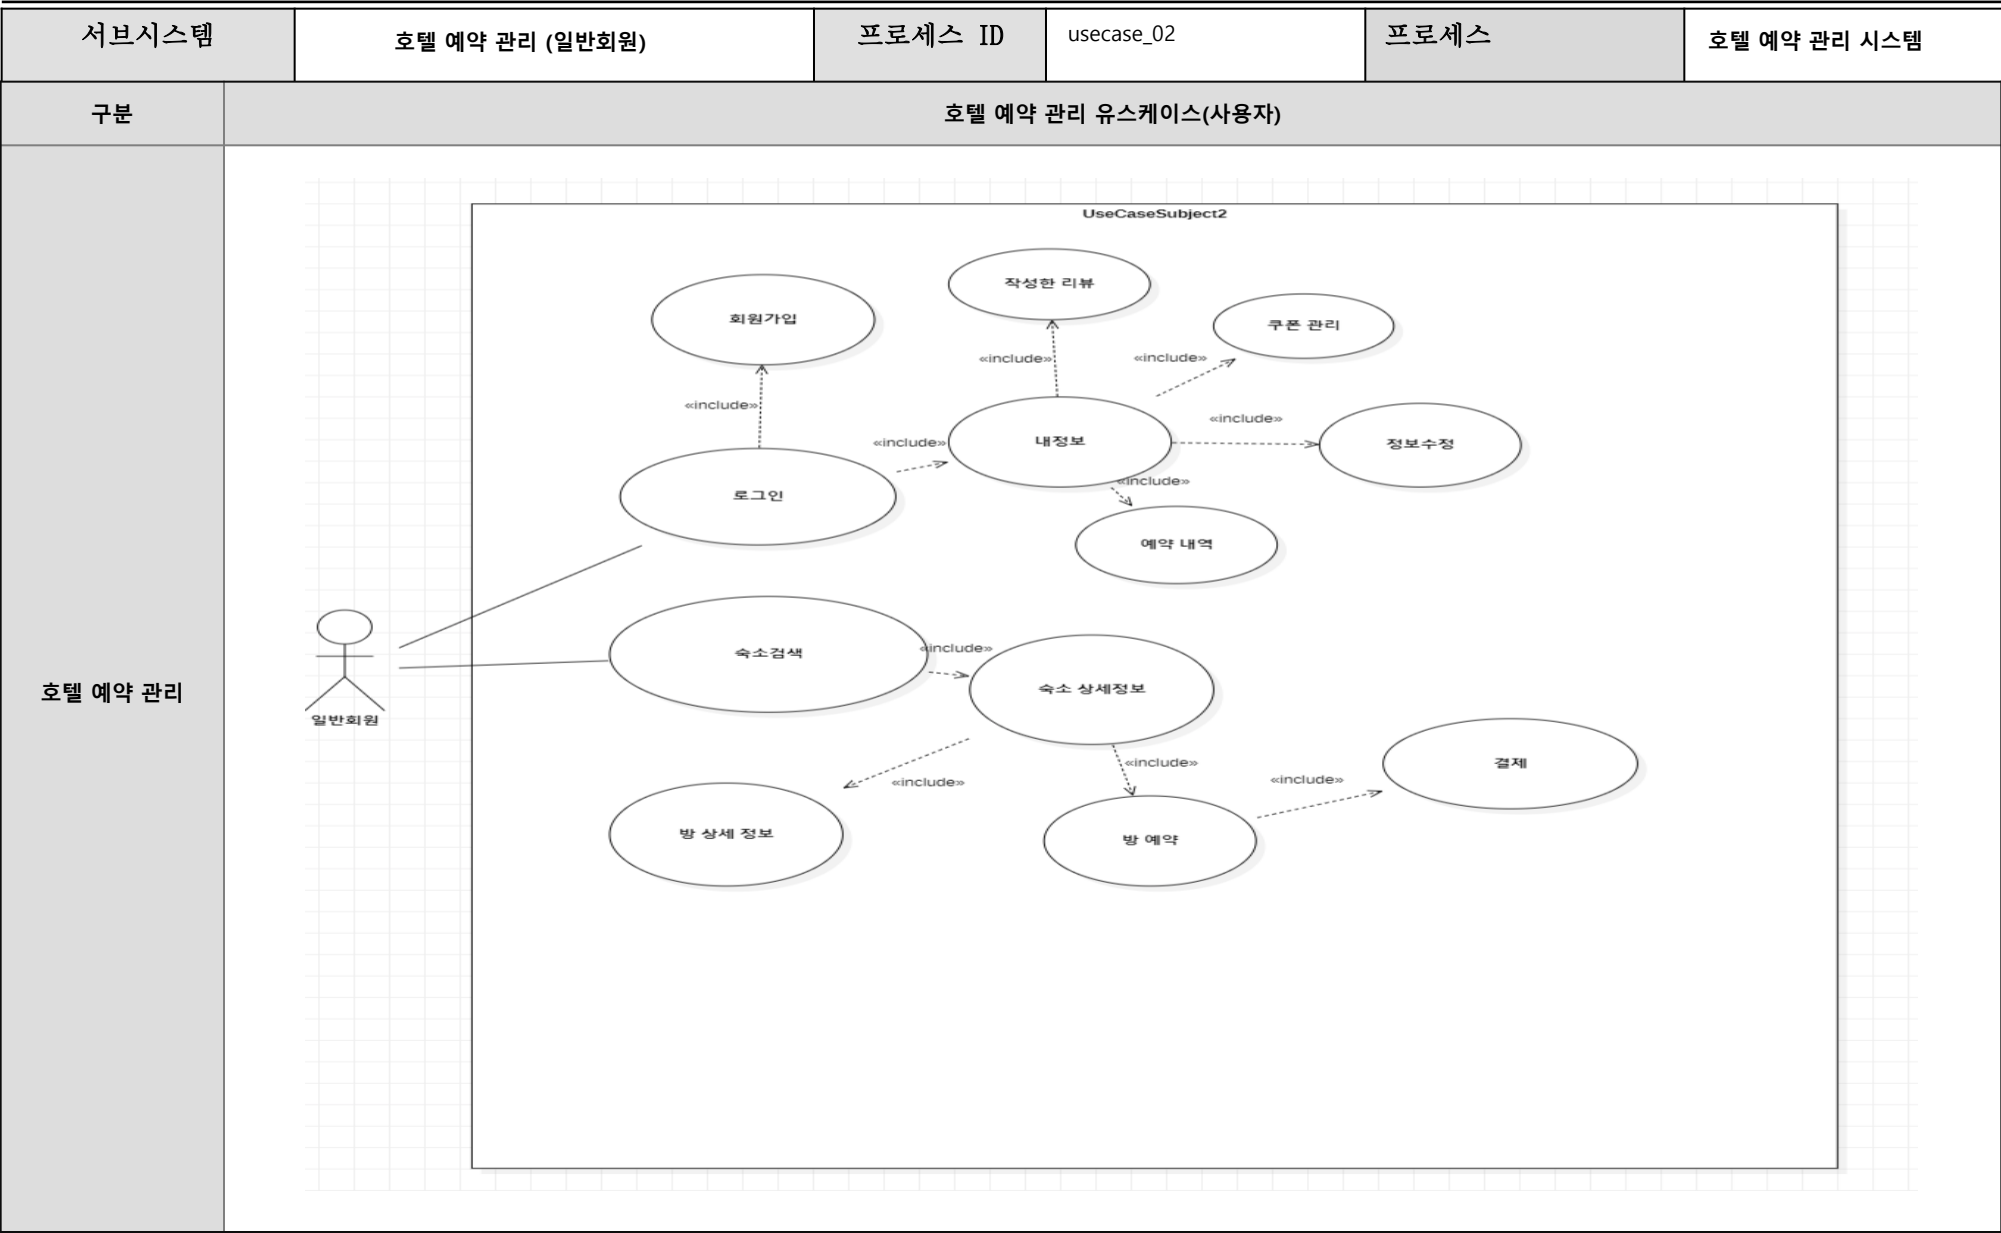 서브시스템
호텔 예약 관리 (일반회원)
프로세스 ID
usecase_02
프로세스
호텔 예약 관리 시스템
구분
호텔 예약 관리 유스케이스(사용자)
호텔 예약 관리
UseCaseSubject2
작성한 리뷰
회원가입
쿠폰 관리
«include»
«include»
«include»
«include»
«include»
내정보
정보수정
«include»
로그인
예약 내역
«include»
숙소검색
숙소 상세정보
일반회원
«include»
«include»
«include»
결제
방 상세 정보
방 예약